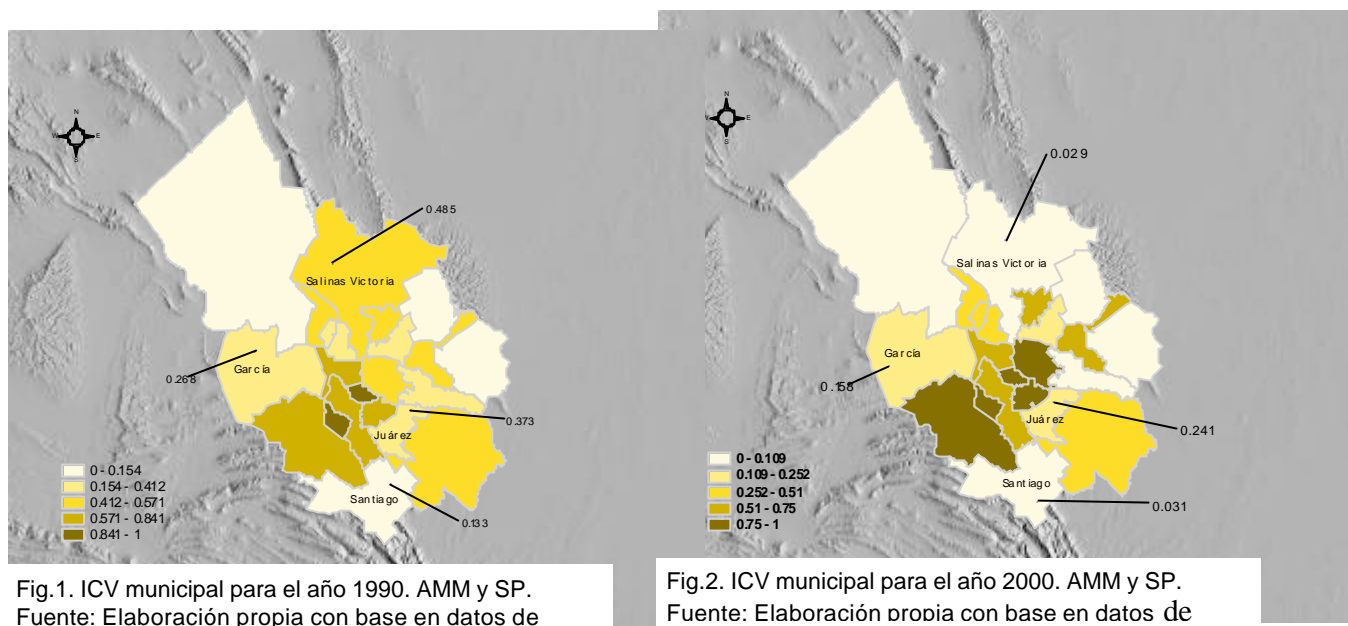 N
W E
S
0.485
Salinas Victoria
García
0.268
0.373
Juárez
Santiago
0.133
0 - 0.154
0.154 - 0.412
0.412 - 0.571
0.571 - 0.841
0.841 - 1
Fig.1. ICV municipal para el año 1990. AMM y SP.
Fuente: Elaboración propia con base en datos de
N
W E
S
0.029
Salinas Victoria
García
0.158
Juárez
0.241
Santiago
0.031
0 - 0.109
0.109 - 0.252
0.252 - 0.51
0.51 - 0.75
0.75 - 1
Fig.2. ICV municipal para el año 2000. AMM y SP.
Fuente: Elaboración propia con base en datos de